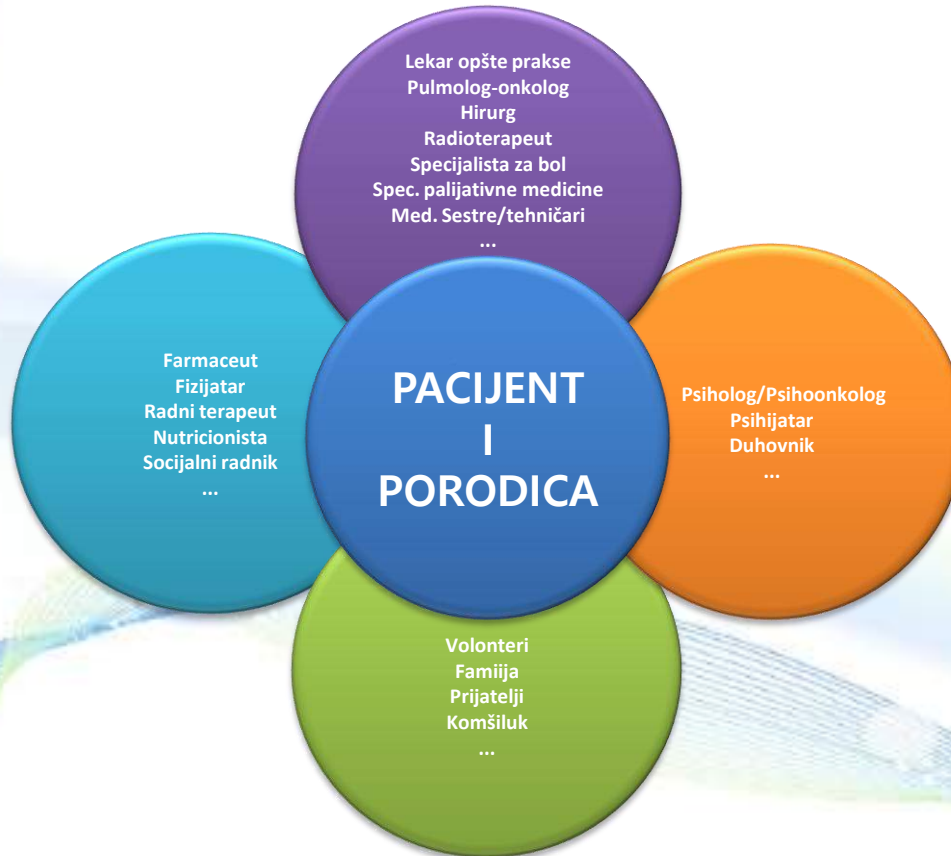 Lekar opšte prakse
Pulmolog-onkolog
Hirurg
Radioterapeut
Specijalista za bol
Spec. palijativne medicine
Med. Sestre/tehničari
...
Farmaceut
Fizijatar
Radni terapeut
Nutricionista
Socijalni radnik
...
PACIJENT
I
PORODICA
Psiholog/Psihoonkolog
Psihijatar
Duhovnik
...
Volonteri
Famiija
Prijatelji
Komšiluk
...